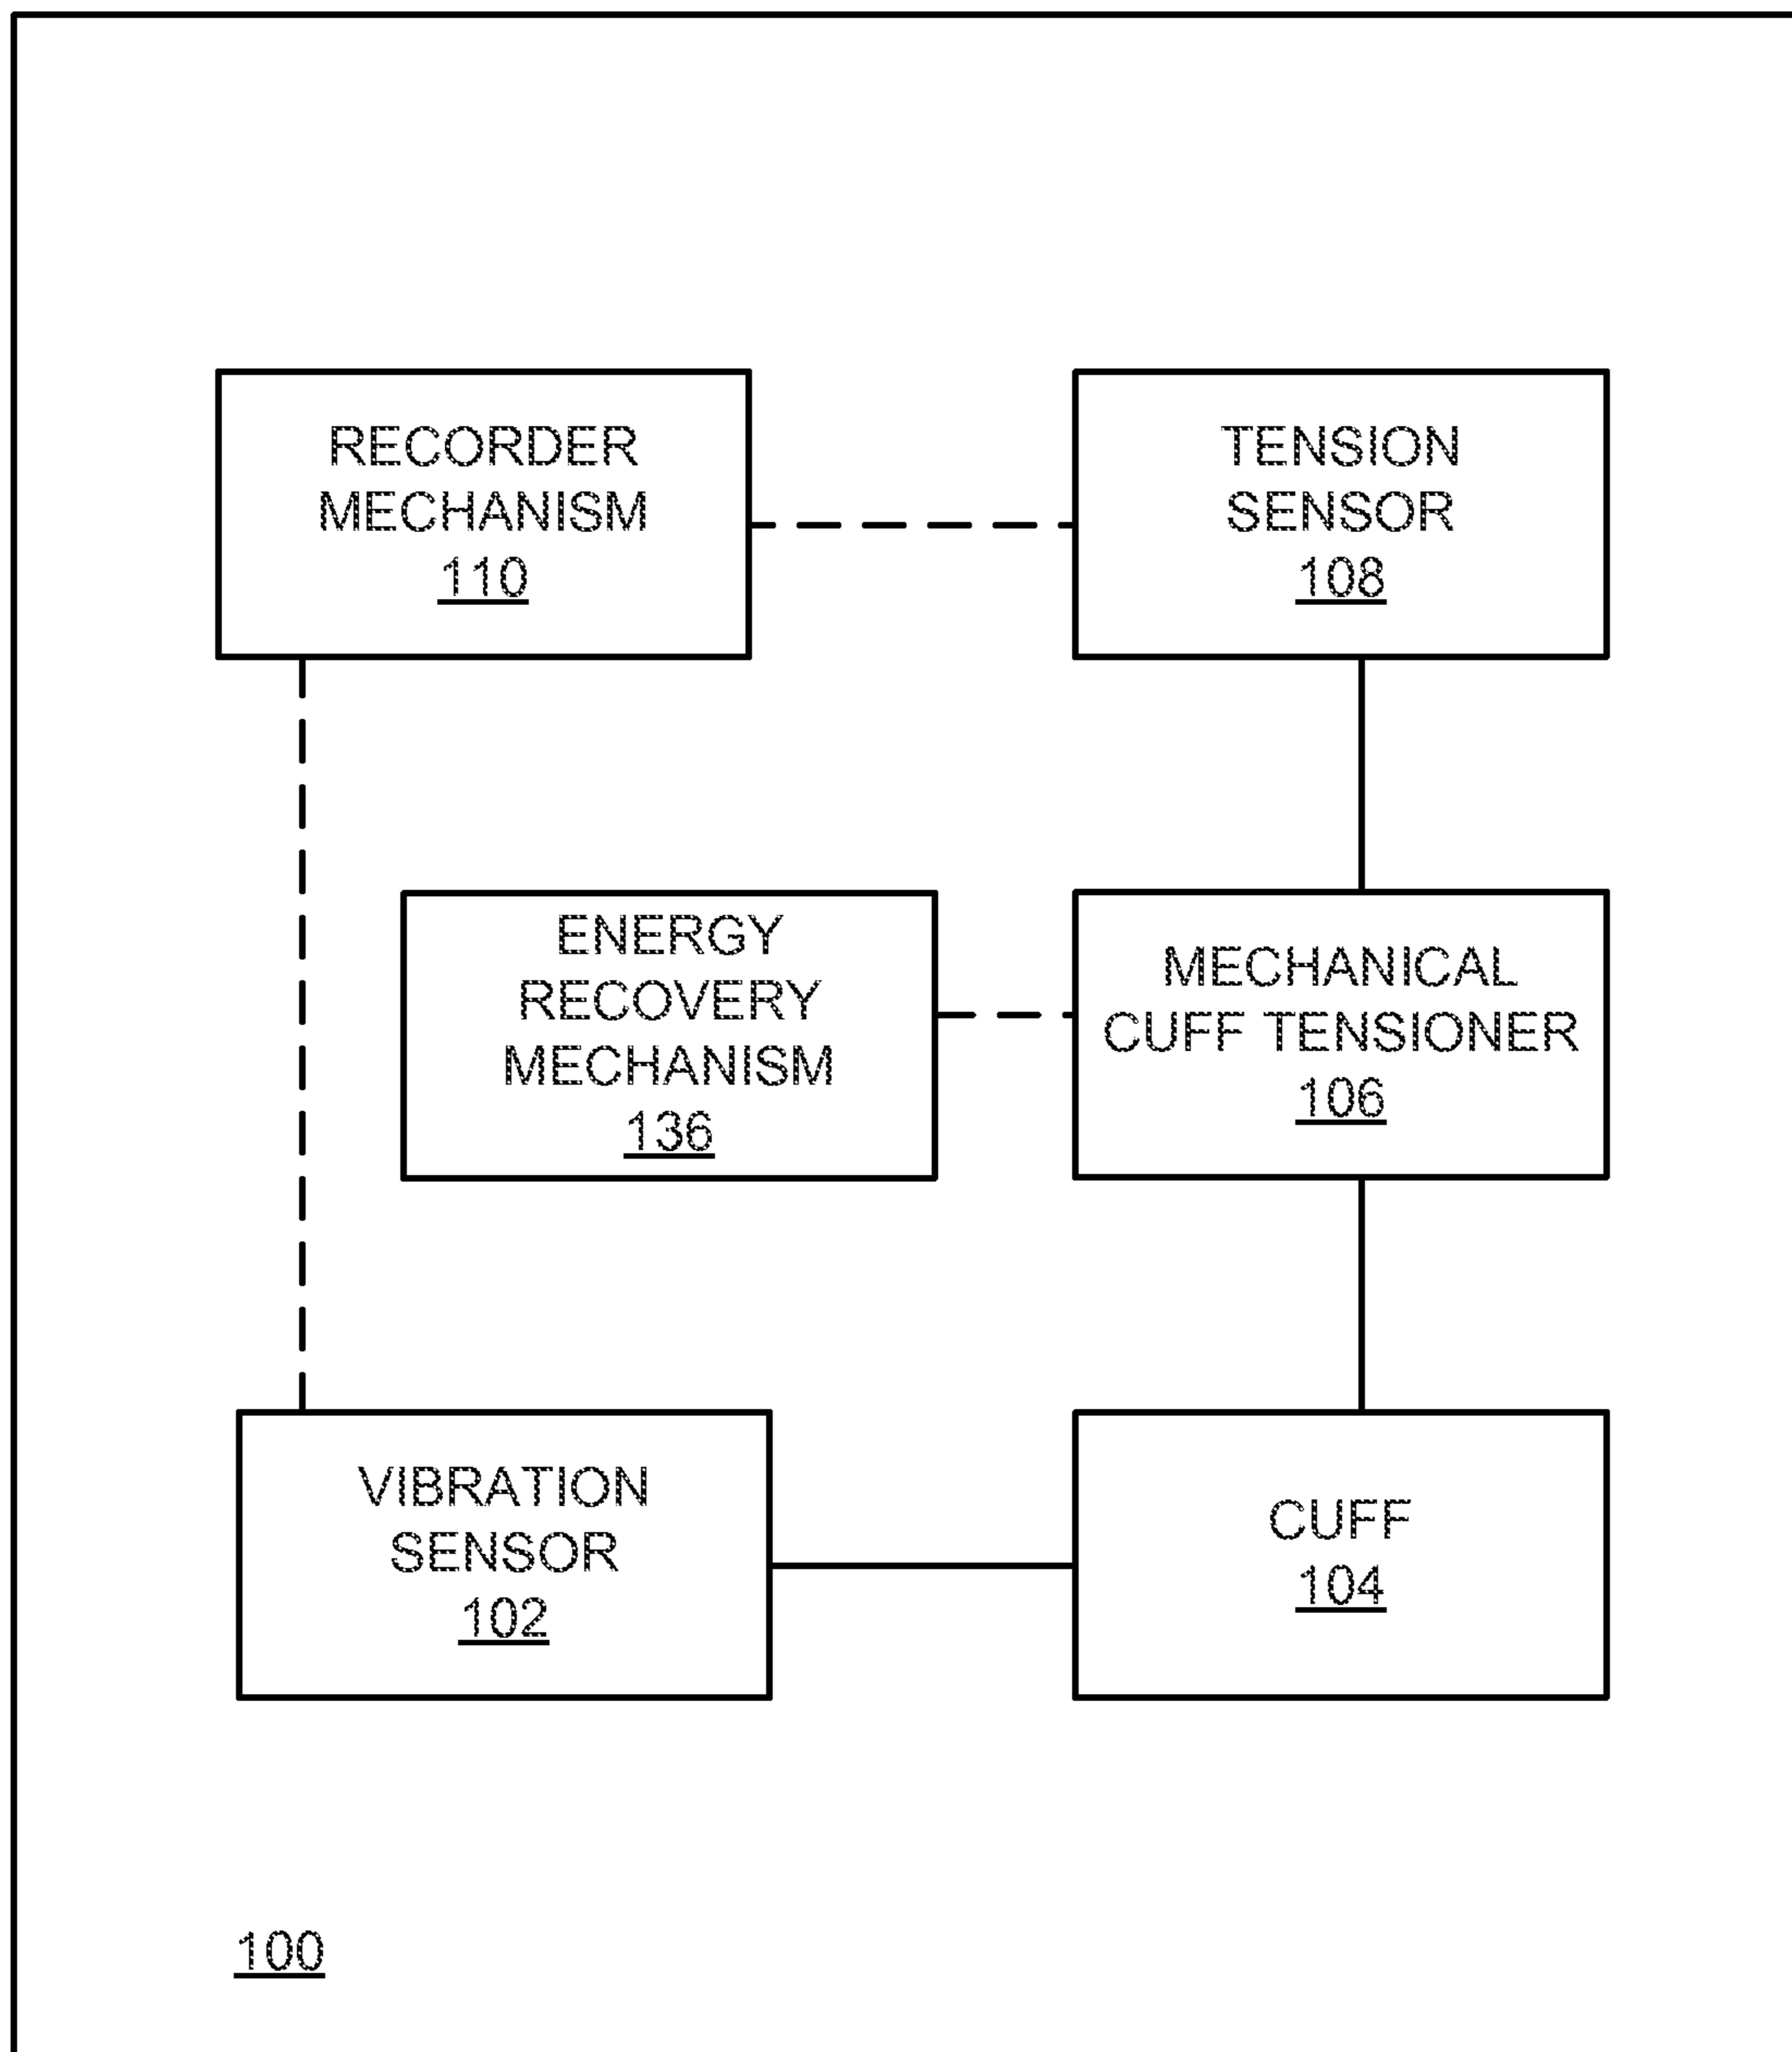 RECORDER
MECHANISM
110
TENSION
SENSOR
108
ENERGY
RECOVERY
MECHANISM
136
MECHANICAL
CUFF TENSIONER
106
VIBRATION
SENSOR
102
CUFF
104
100